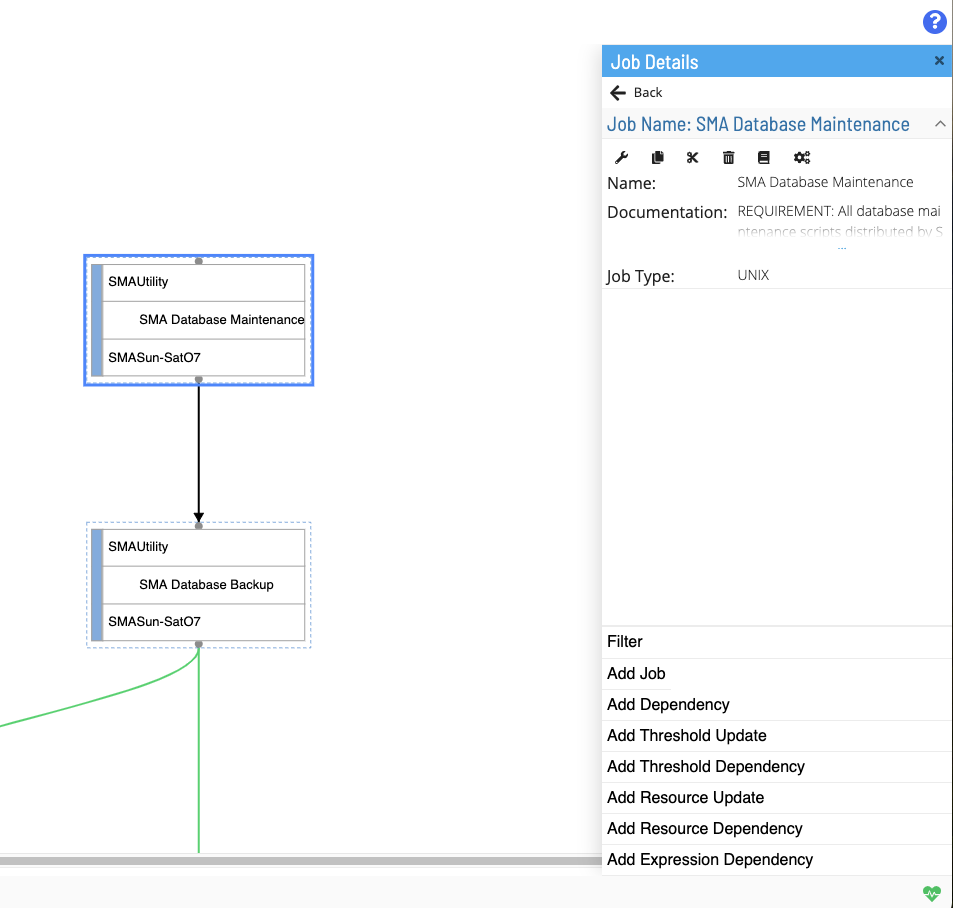 ?
Job Details
×
Back
Job Name: SMA Database Maintenance
Name: SMA Database Maintenance
Documentation: REQUIREMENT: All database mai
ntenance scripts distributed by S
...
Job Type: UNIX
SMAUtility
SMA Database Maintenance
SMASun-SatO7
SMAUtility
SMA Database Backup
SMASun-SatO7
Filter
Add Job
Add Dependency
Add Threshold Update
Add Threshold Dependency
Add Resource Update
Add Resource Dependency
Add Expression Dependency